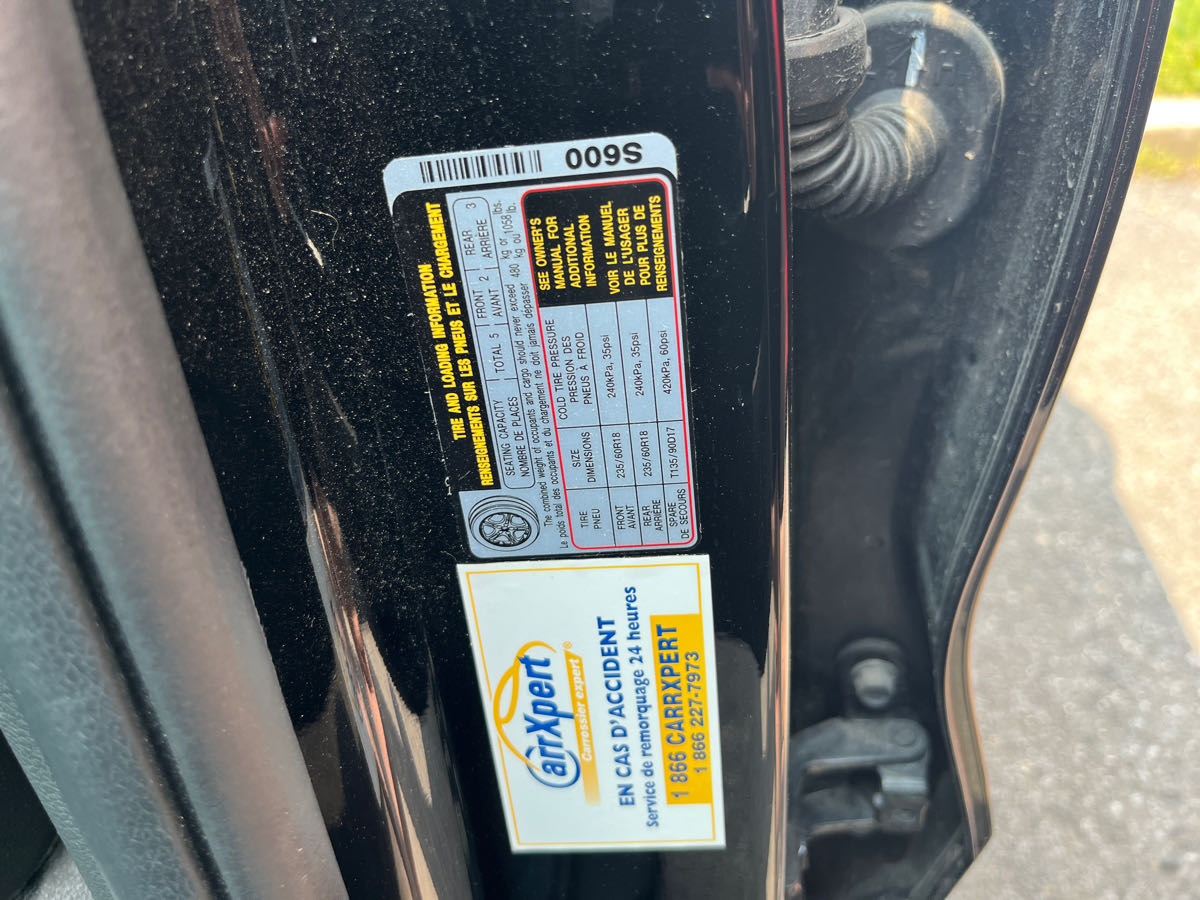 S600
TIRE AND LOADING INFORMATION
RENSEIGNEMENTS SUR LES PNEUS ET LE CHARGEMENT
SEATING CAPACITY TOTAL 5 FRONT 2 REAR 3
NOMBRE DE PLACES AVANT ARRIÈRE
The combined weight of occupants and cargo should never exceed 480 kg or 1058 lbs.
Le poids total des occupants et du chargement ne doit jamais dépasser 480 kg ou 1058 lb.
TIRE SIZE COLD TIRE PRESSURE
PNEU DIMENSIONS PRESSION DES
PNEUS À FROID
FRONT 235/60R18 240kPa, 35psi
AVANT
REAR 235/60R18 240kPa, 35psi
ARRIÈRE
SPARE T135/90D17 420kPa, 60psi
DE SECOURS
SEE OWNER'S
MANUAL FOR
ADDITIONAL
INFORMATION
VOIR LE MANUEL
DE L'USAGER
POUR PLUS DE
RENSEIGNEMENTS
CarrXpert®
Carrossier expert
EN CAS D'ACCIDENT
Service de remorquage 24 heures
1 866 CARRXPERT
1 866 227-7973